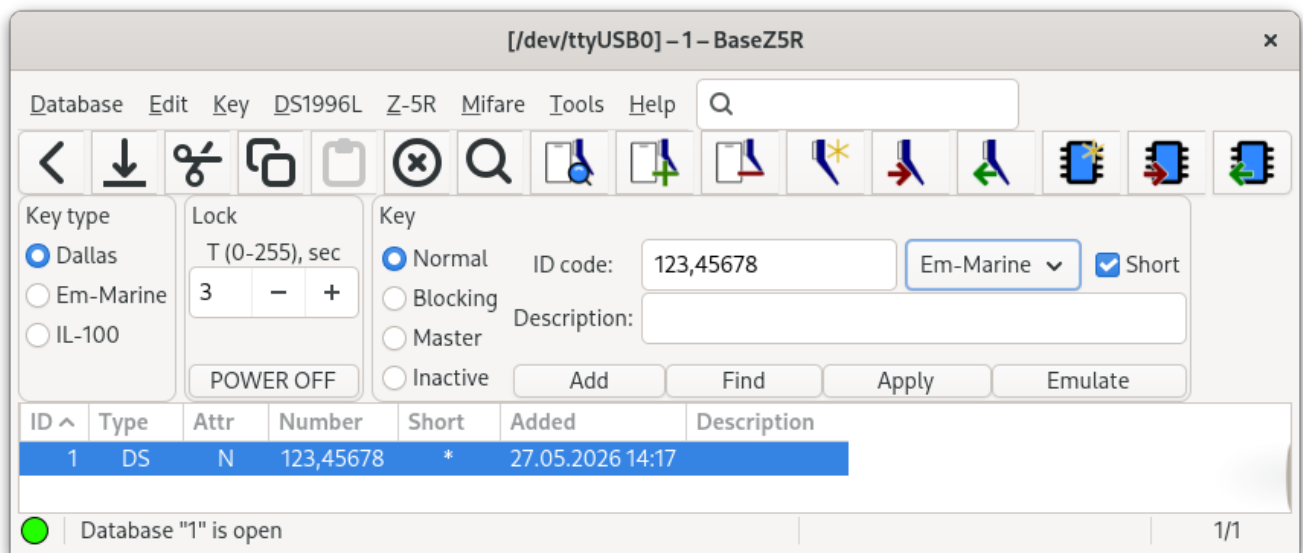 [/dev/ttyUSB0] – 1 – BaseZ5R ×
Database Edit Key DS1996L Z-5R Mifare Tools Help
Key type Lock Key
Dallas T (0-255), sec Normal ID code: 123,45678 Em-Marine Short
Em-Marine 3 − + Blocking
IL-100 Description:
Master
POWER OFF Inactive Add Find Apply Emulate
ID Type Attr Number Short Added Description
1 DS N 123,45678 * 27.05.2026 14:17
Database "1" is open 1/1